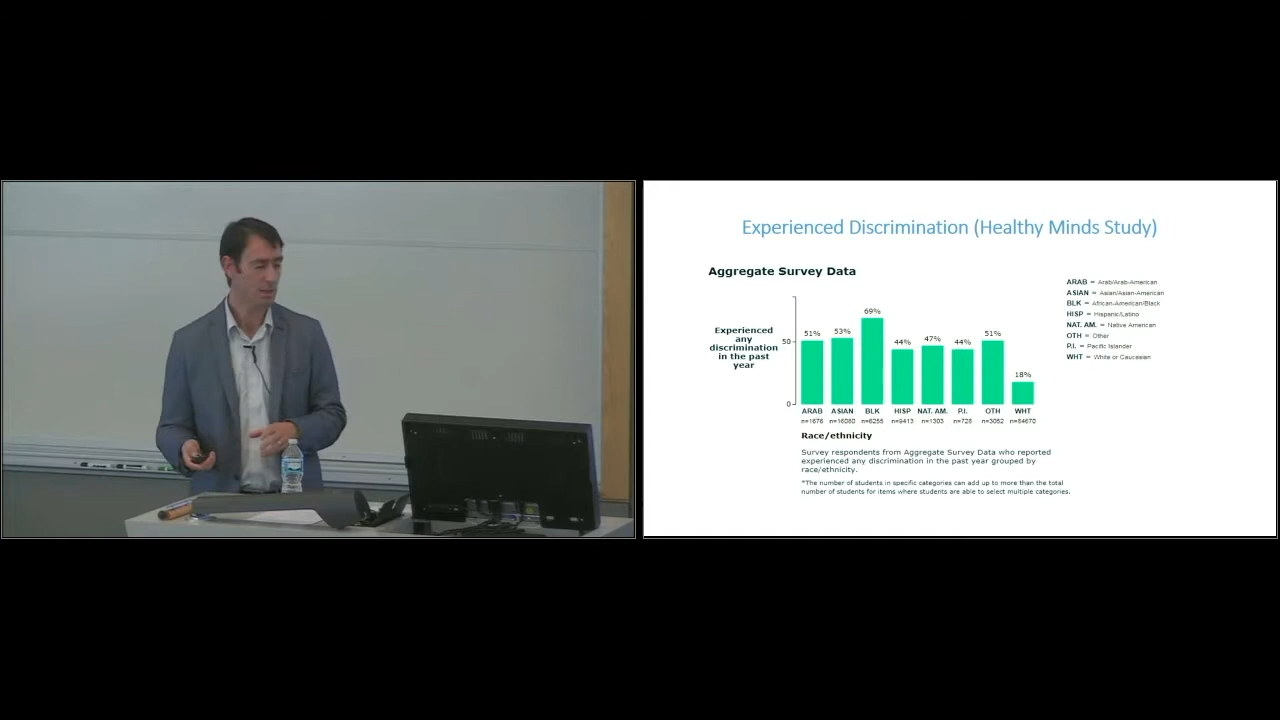 Experienced Discrimination (Healthy Minds Study)
Aggregate Survey Data
Experienced
any
discrimination
in the past
year
50
0
51% 53% 69% 44% 47% 44% 51% 18%
ARAB ASIAN BLK HISP NAT. AM. P.I. OTH WHT
n=1676 n=16080 n=6255 n=9413 n=1303 n=728 n=3052 n=64670
Race/ethnicity
Survey respondents from Aggregate Survey Data who reported
experienced any discrimination in the past year grouped by
race/ethnicity.
*The number of students in specific categories can add up to more than the total
number of students for items where students are able to select multiple categories.
ARAB = Arab/Arab-American
ASIAN = Asian/Asian-American
BLK = African-American/Black
HISP = Hispanic/Latino
NAT. AM. = Native American
OTH = Other
P.I. = Pacific Islander
WHT = White or Caucasian